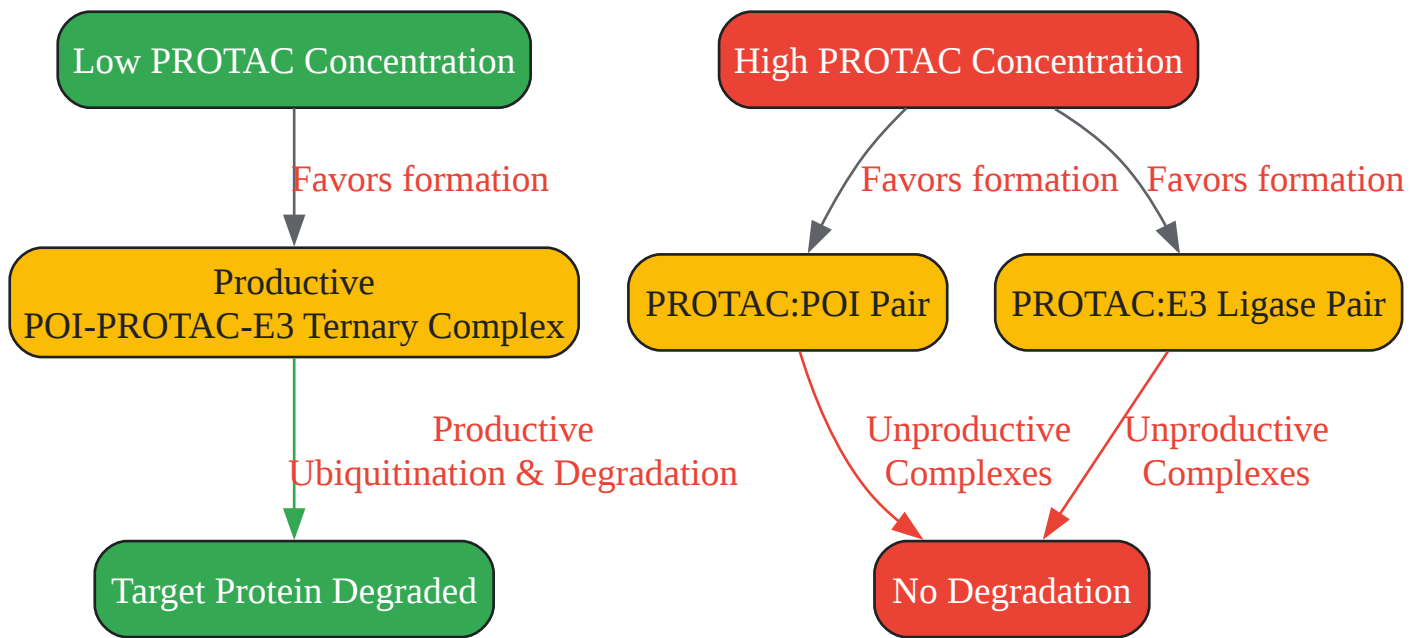 Low PROTAC Concentration
High PROTAC Concentration
Favors formation
Favors formation
Favors formation
Productive
POI-PROTAC-E3 Ternary Complex
PROTAC:POI Pair
PROTAC:E3 Ligase Pair
Productive
Ubiquitination & Degradation
Unproductive
Complexes
Unproductive
Complexes
Target Protein Degraded
No Degradation